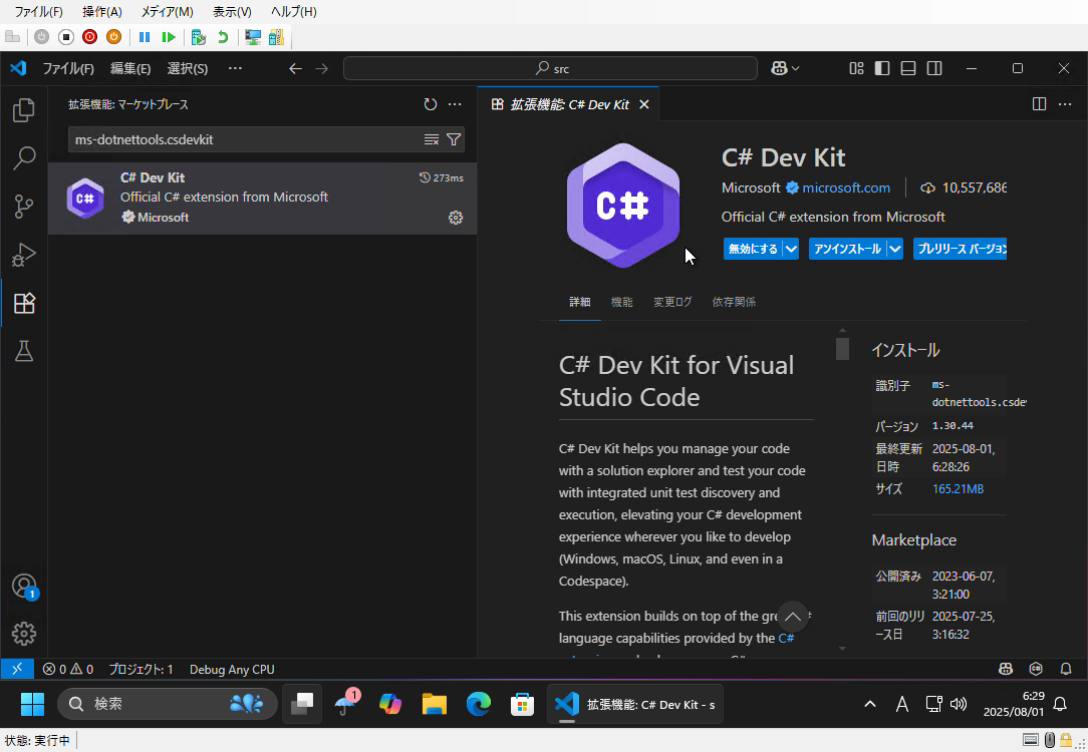 ファイル(F) 操作(A) メディア(M) 表示(V) ヘルプ(H)
ファイル(F) 編集(E) 選択(S) … src
拡張機能: マーケットプレース
拡張機能: C# Dev Kit
ms-dotnettools.csdevkit
C# Dev Kit 273ms
Official C# extension from Microsoft
Microsoft
C#
C# Dev Kit
Microsoft microsoft.com 10,557,686
Official C# extension from Microsoft
無効にする アンインストール プレリリース バージョン
詳細 機能 変更ログ 依存関係
C# Dev Kit for Visual
Studio Code
C# Dev Kit helps you manage your code
with a solution explorer and test your code
with integrated unit test discovery and
execution, elevating your C# development
experience wherever you like to develop
(Windows, macOS, Linux, and even in a
Codespace).
This extension builds on top of the
language capabilities provided by the C#
インストール
識別子 ms-
dotnettools.csdev
バージョン 1.30.44
最終更新 2025-08-01,
日時 6:28:26
サイズ 165.21MB
Marketplace
公開済み 2023-06-07,
3:21:00
前回のリリ 2025-07-25,
ース日 3:16:32
1
0 0 プロジェクト: 1 Debug Any CPU
検索 1 拡張機能: C# Dev Kit - s A 6:29
2025/08/01
状態: 実行中